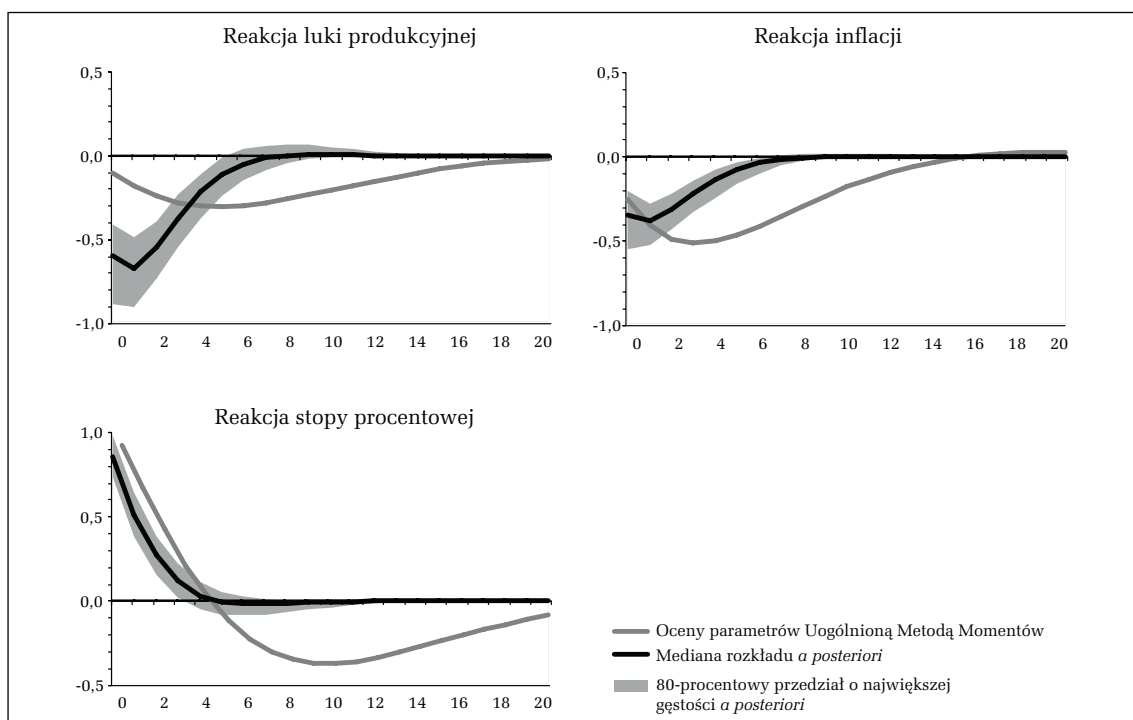 Reakcja luki produkcyjnej
0,5
0,0
-0,5
-1,0
0 2 4 6 8 10 12 14 16 18 20
Reakcja inflacji
0,5
0,0
-0,5
-1,0
0 2 4 6 8 10 12 14 16 18 20
Reakcja stopy procentowej
1,0
0,5
0,0
-0,5
0 2 4 6 8 10 12 14 16 18 20
Oceny parametrów Uogólnioną Metodą Momentów
Mediana rozkładu a posteriori
80-procentowy przedział o największej
gęstości a posteriori